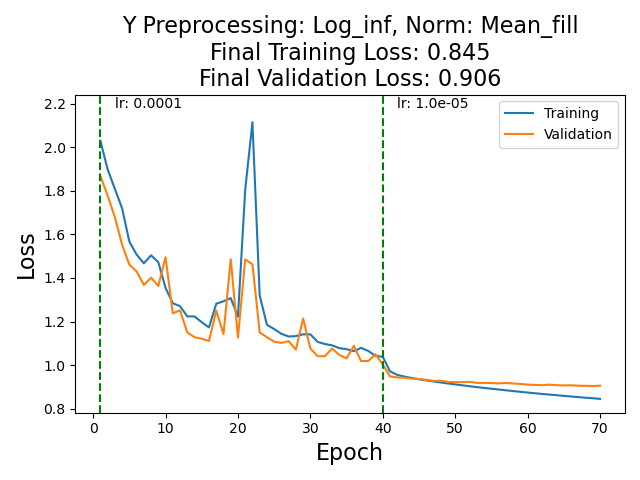 Y Preprocessing: Log_inf, Norm: Mean_fill
Final Training Loss: 0.845
Final Validation Loss: 0.906
lr: 0.0001
lr: 1.0e-05
Training
Validation
2.2
2.0
1.8
1.6
1.4
1.2
1.0
0.8
Loss
0 10 20 30 40 50 60 70
Epoch